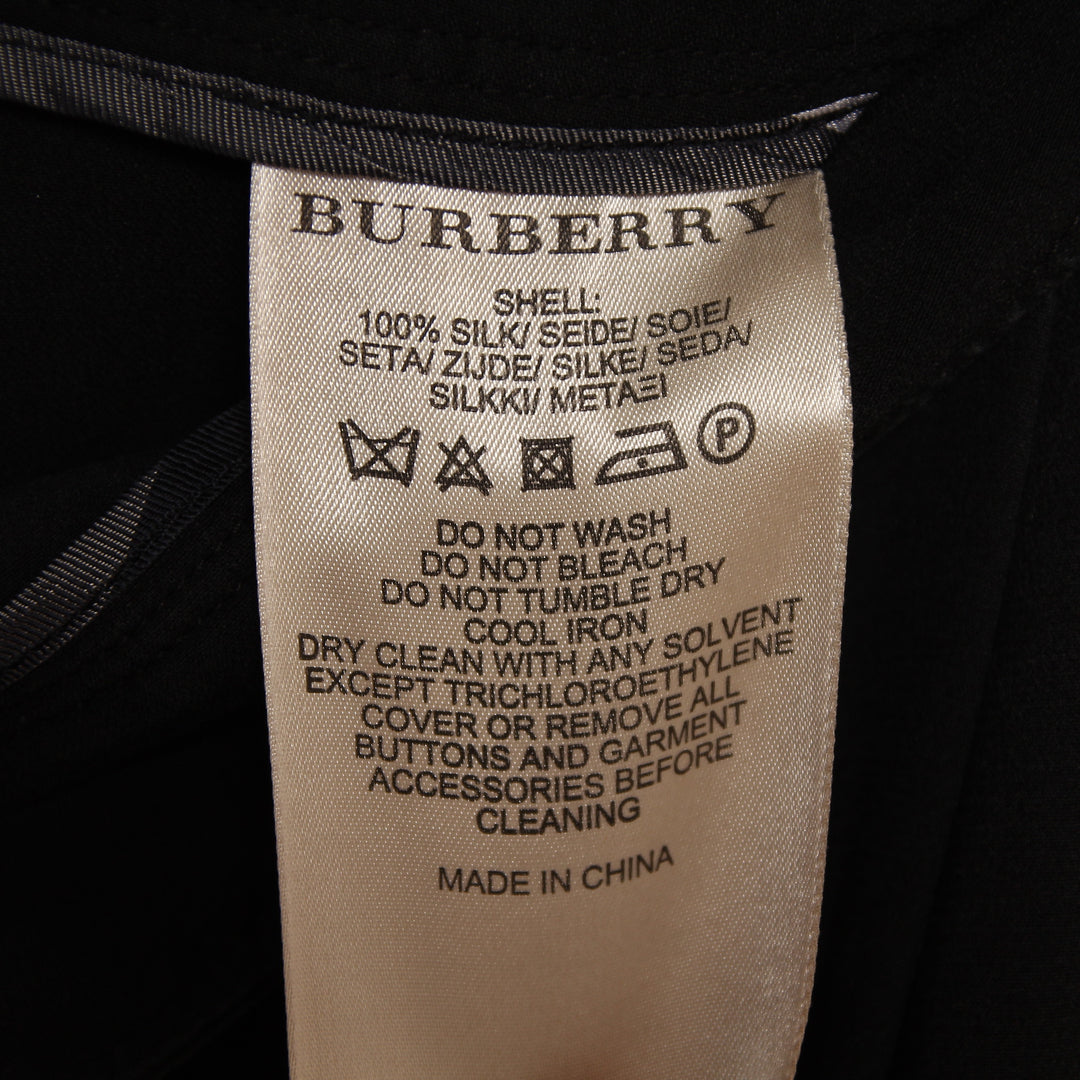 BURBERRY
SHELL:
100% SILK/ SEIDE/ SOIE/
SETA/ ZIJDE/ SILKE/ SEDA/
SILKKI/ METAΞI
P
DO NOT WASH
DO NOT BLEACH
DO NOT TUMBLE DRY
COOL IRON
DRY CLEAN WITH ANY SOLVENT
EXCEPT TRICHLOROETHYLENE
COVER OR REMOVE ALL
BUTTONS AND GARMENT
ACCESSORIES BEFORE
CLEANING
MADE IN CHINA